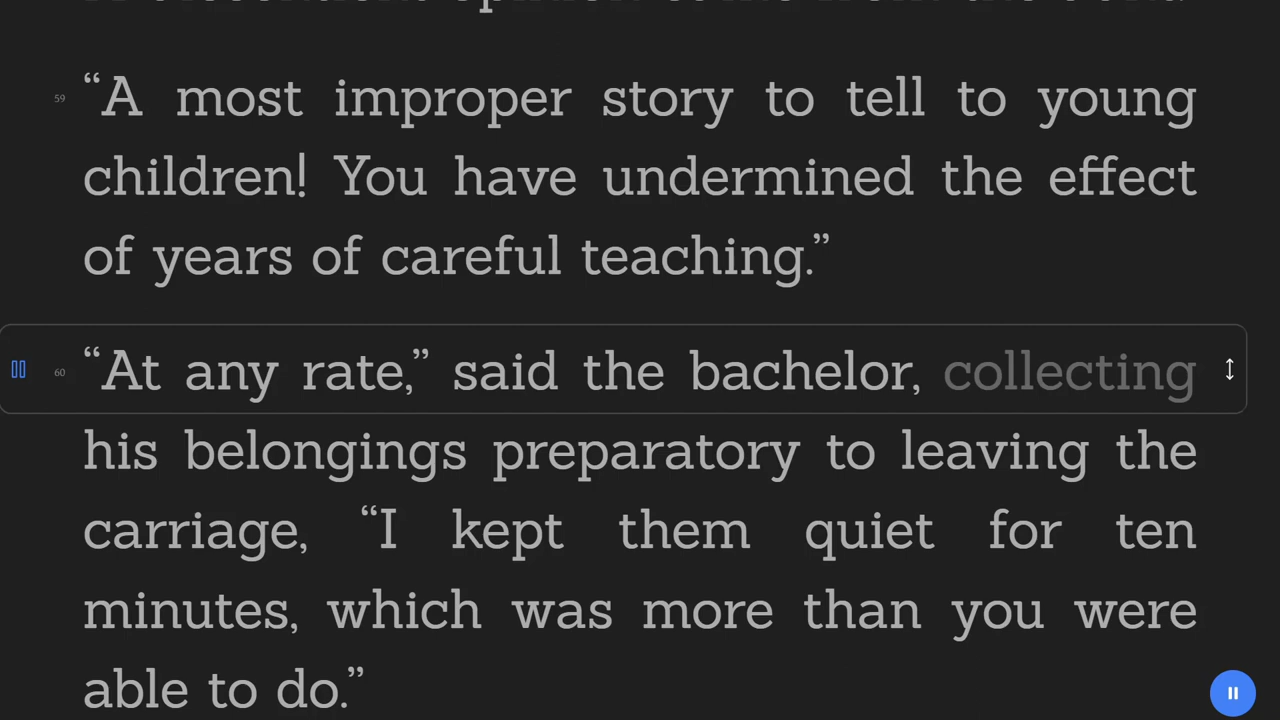 59
“A most improper story to tell to young
children! You have undermined the effect
of years of careful teaching.”
60
“At any rate,” said the bachelor, collecting
his belongings preparatory to leaving the
carriage, “I kept them quiet for ten
minutes, which was more than you were
able to do.”